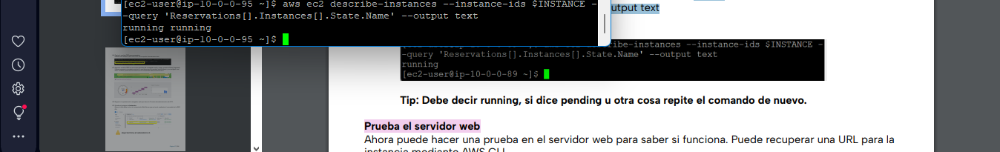 [ec2-user@ip-10-0-0-95 ~]$ aws ec2 describe-instances --instance-ids $INSTANCE -
-query 'Reservations[].Instances[].State.Name' --output text
running running
[ec2-user@ip-10-0-0-95 ~]$
utput text
ribe-instances --instance-ids $INSTANCE -
-query 'Reservations[].Instances[].State.Name' --output text
running
[ec2-user@ip-10-0-0-89 ~]$
Tip: Debe decir running, si dice pending u otra cosa repite el comando de nuevo.
Prueba el servidor web
Ahora puede hacer una prueba en el servidor web para saber si funciona. Puede recuperar una URL para la
instancia mediante AWS CLI